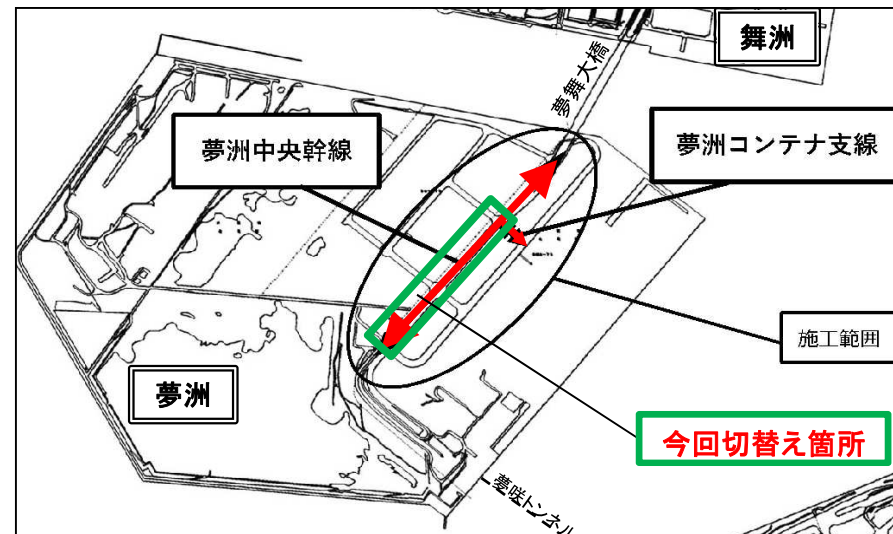 舞洲
夢舞大橋
夢洲中央幹線
夢洲コンテナ支線
施工範囲
夢洲
今回切替え箇所
夢咲トンネル